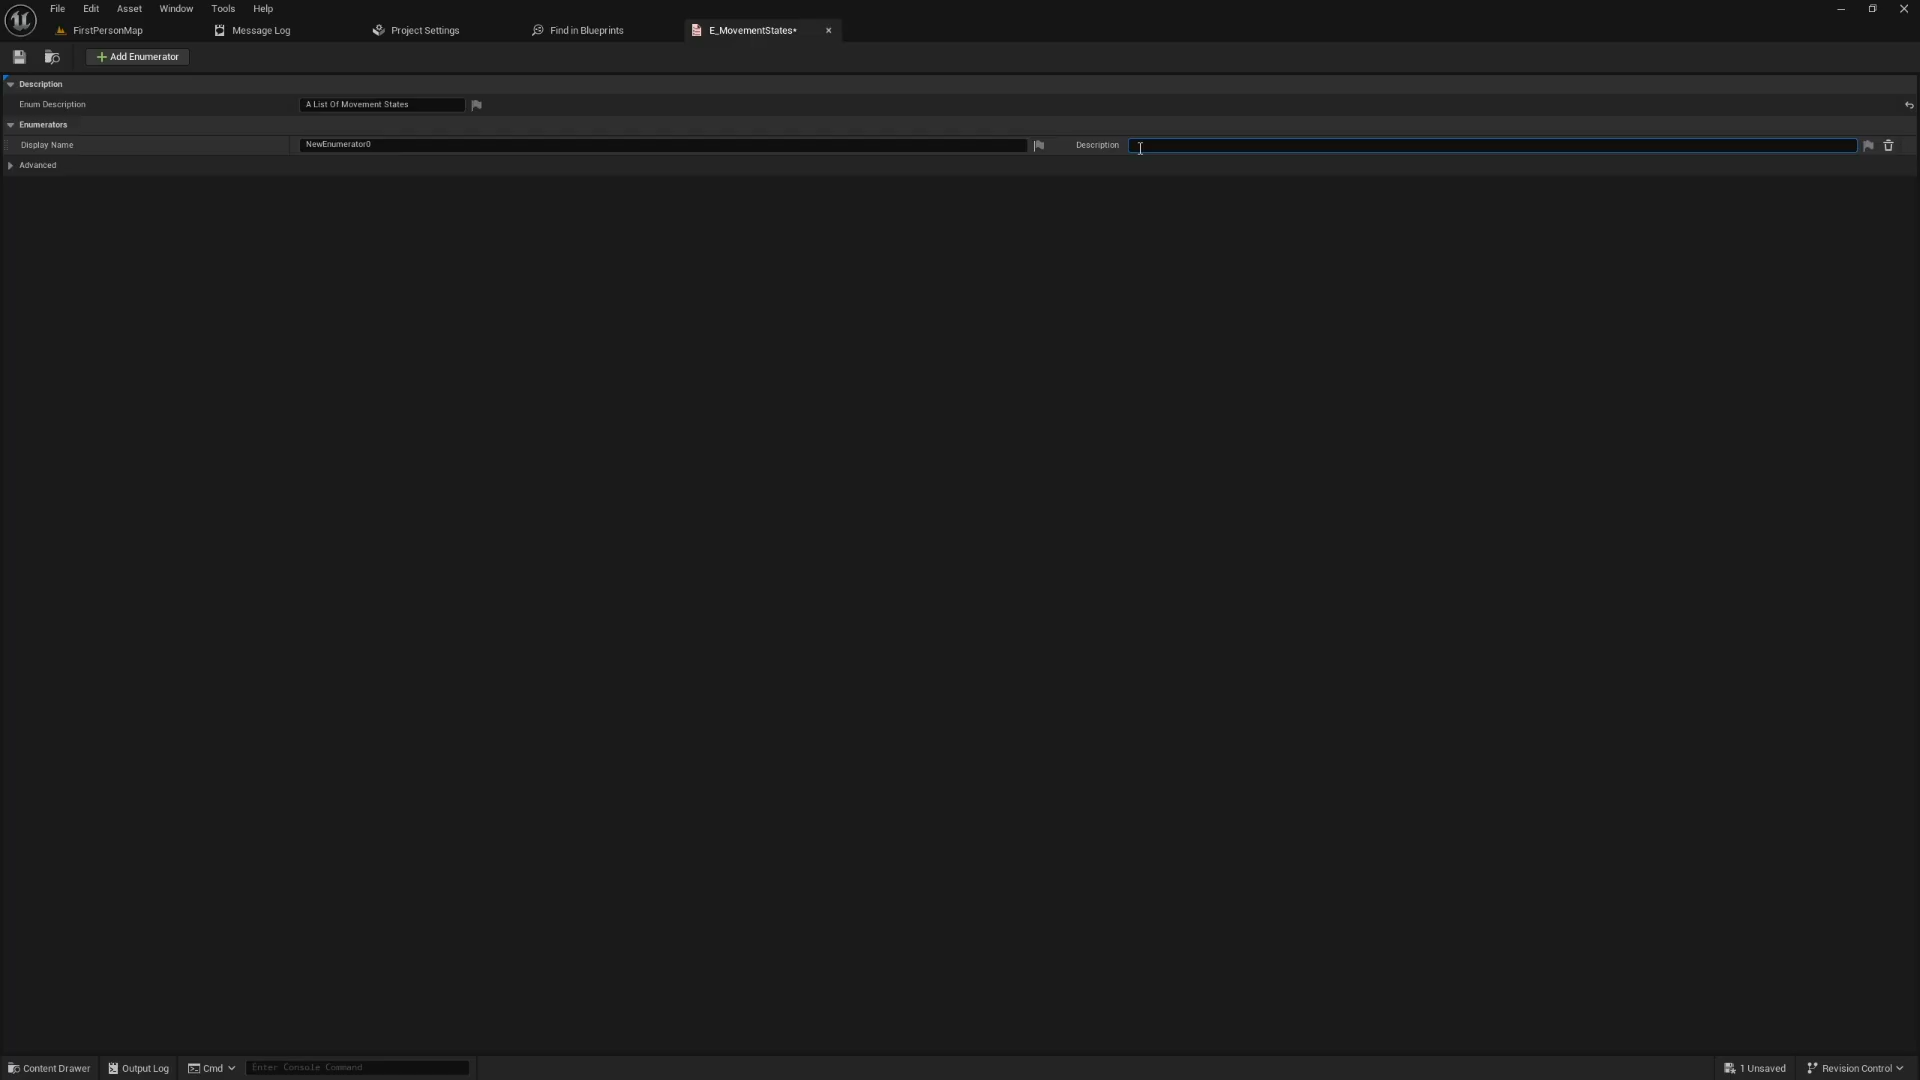 File Edit Asset Window Tools Help
FirstPersonMap Message Log Project Settings Find in Blueprints E_MovementStates*
Add Enumerator
Description
Enum Description A List Of Movement States
Enumerators
Display Name NewEnumerator0 Description
Advanced
Content Drawer Output Log Cmd Enter Console Command 1 Unsaved Revision Control